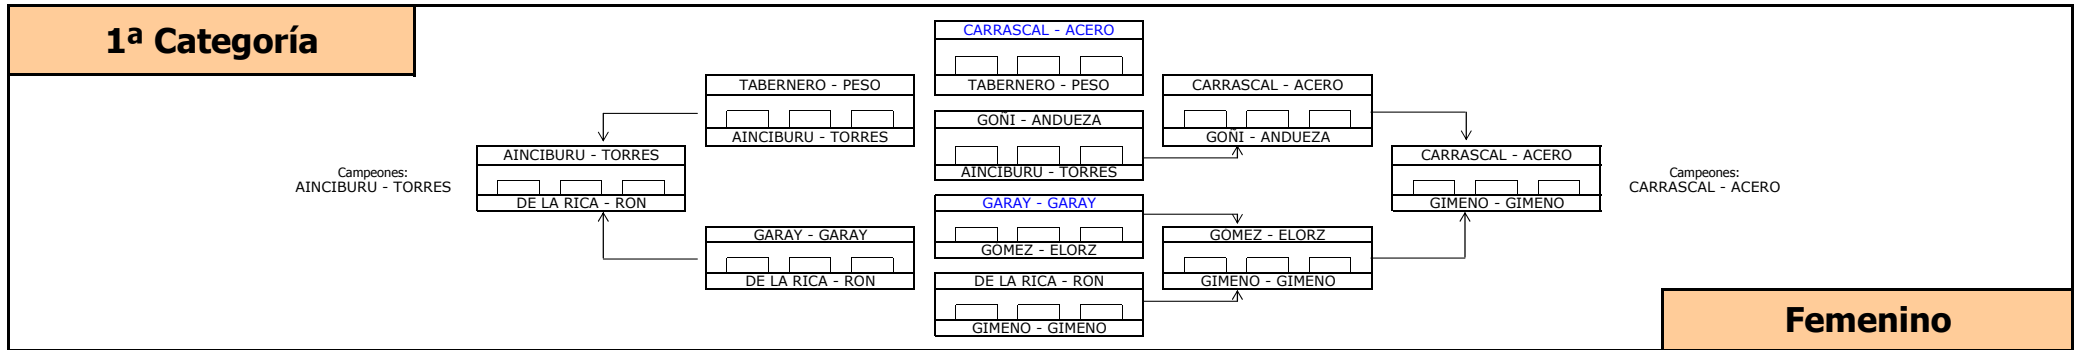 1ª Categoría
CARRASCAL - ACERO
TABERNERO - PESO
TABERNERO - PESO
AINCIBURU - TORRES
CARRASCAL - ACERO
GOÑI - ANDUEZA
GOÑI - ANDUEZA
AINCIBURU - TORRES
AINCIBURU - TORRES
DE LA RICA - RON
Campeones:
AINCIBURU - TORRES
CARRASCAL - ACERO
GIMENO - GIMENO
Campeones:
CARRASCAL - ACERO
GARAY - GARAY
GÓMEZ - ELORZ
GARAY - GARAY
DE LA RICA - RON
GÓMEZ - ELORZ
GIMENO - GIMENO
DE LA RICA - RON
GIMENO - GIMENO
Femenino